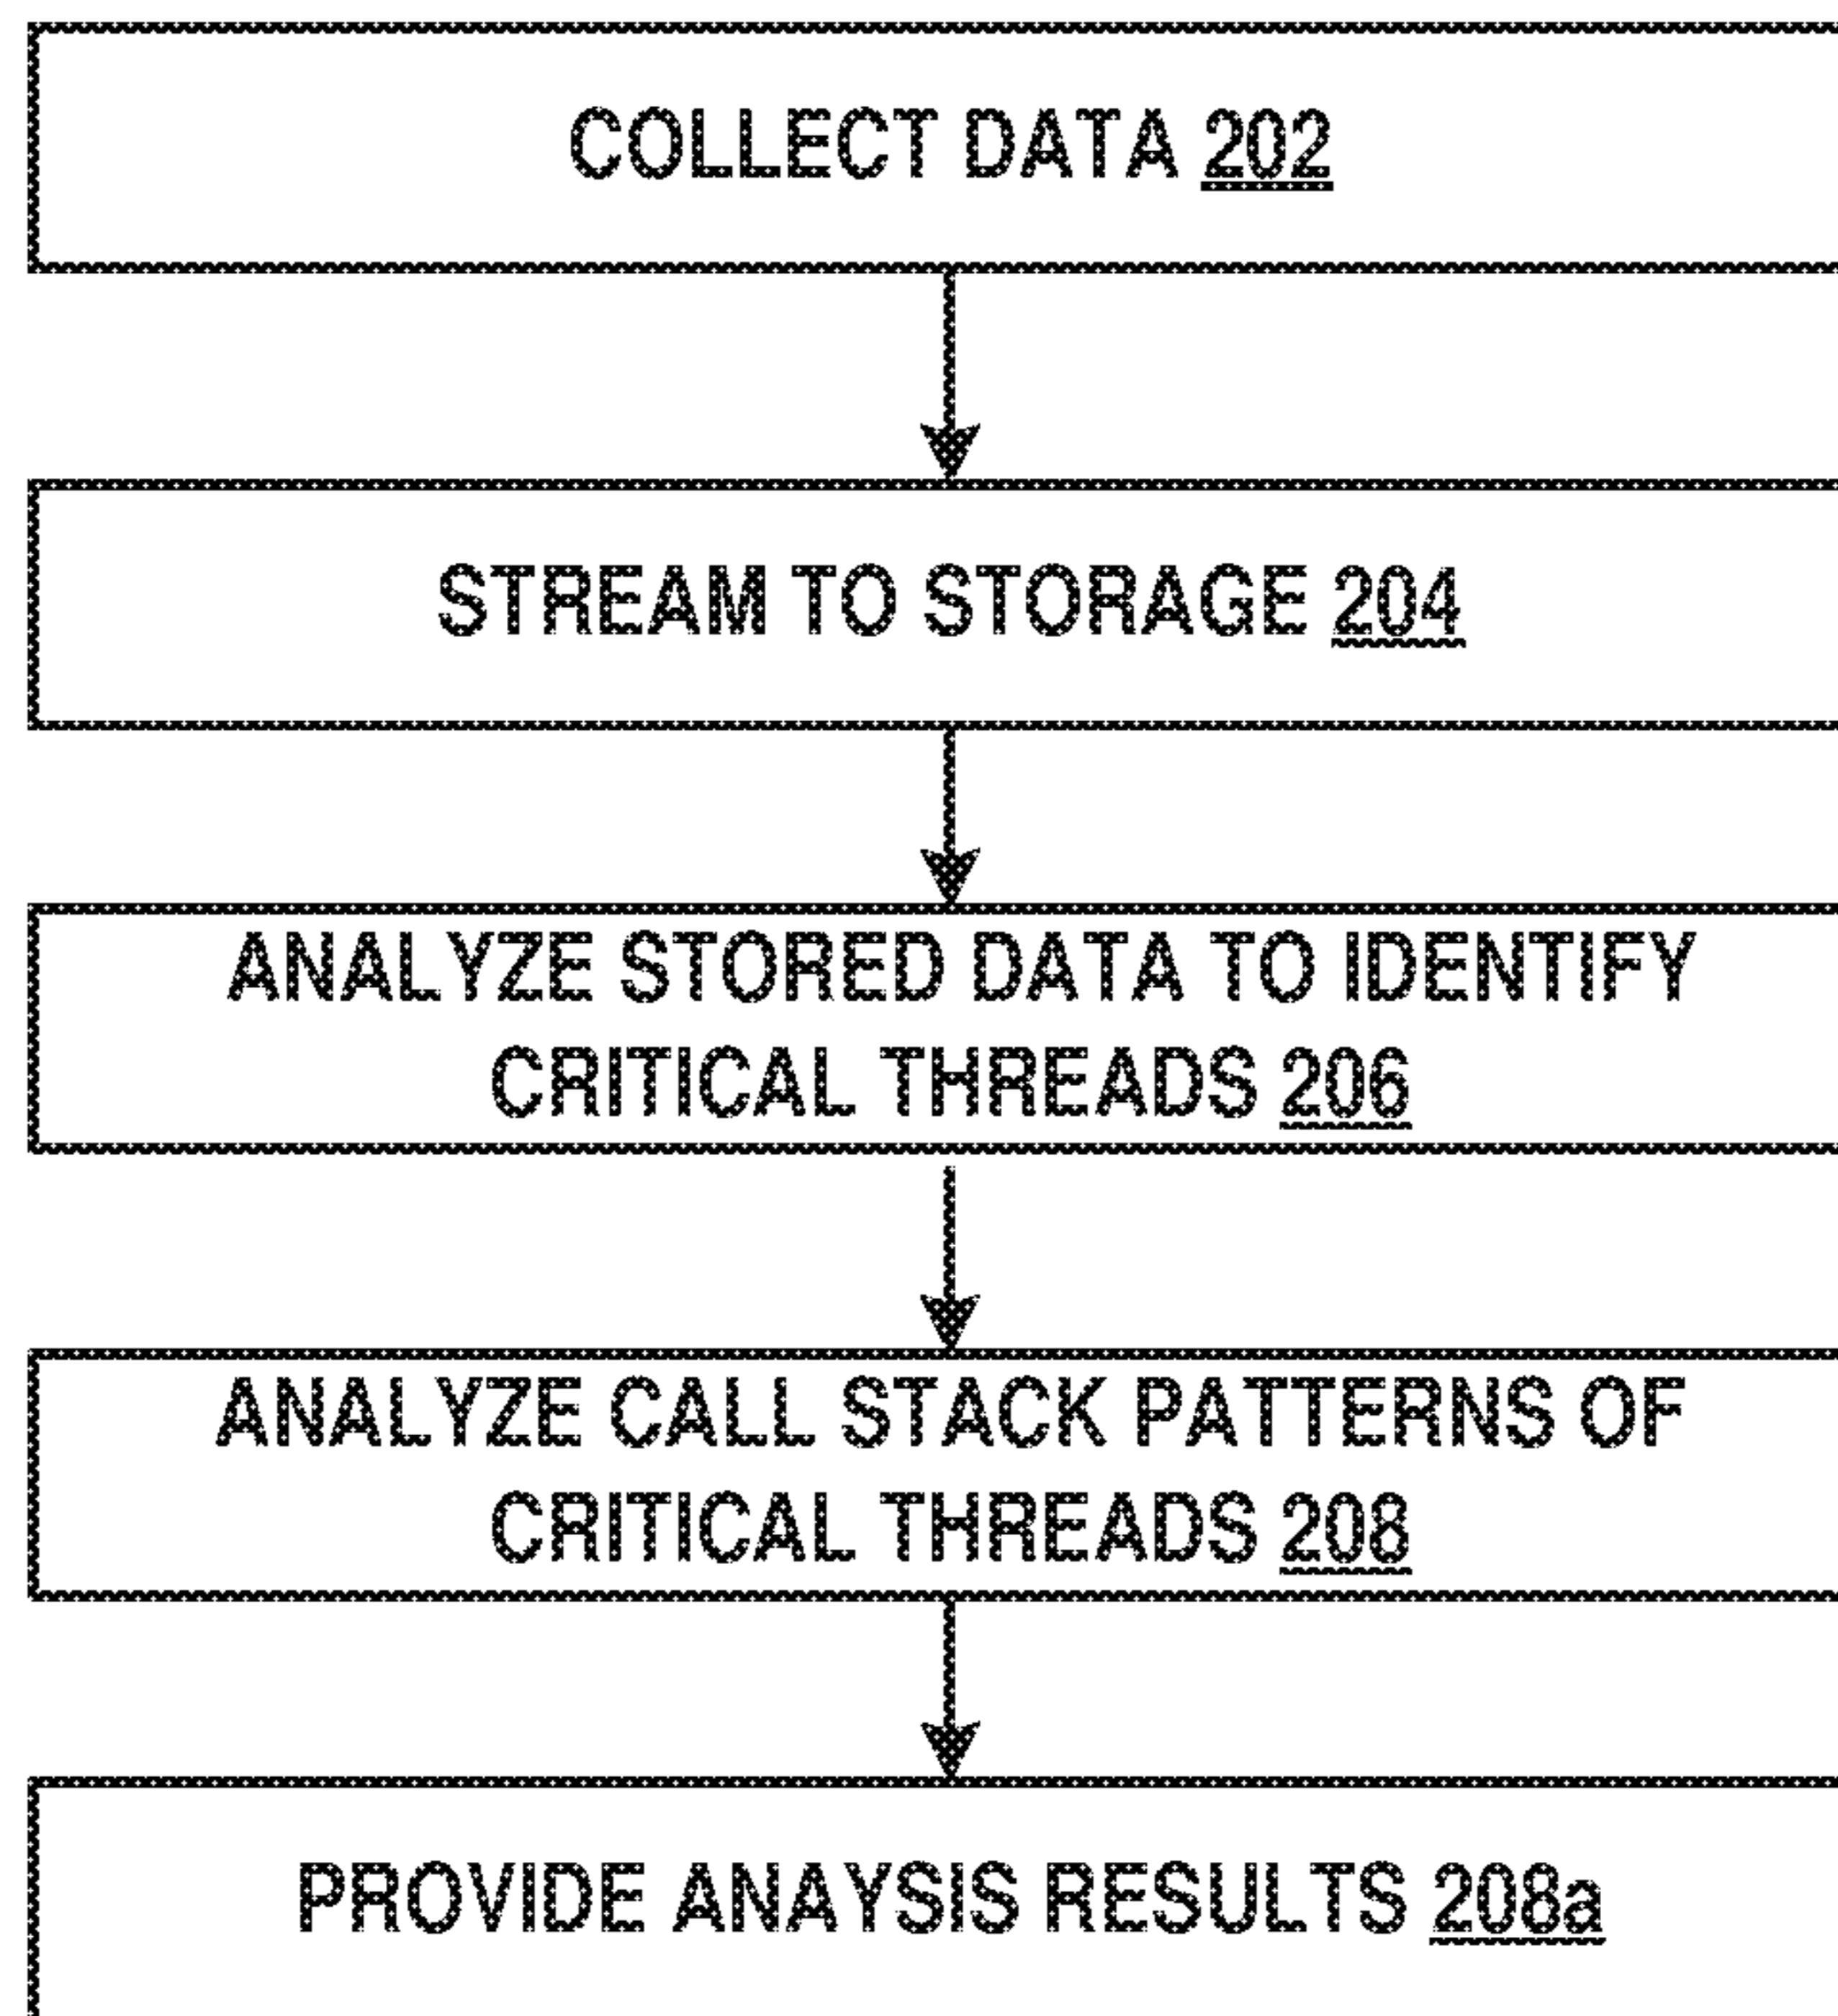 COLLECT DATA 202
STREAM TO STORAGE 204
ANALYZE STORED DATA TO IDENTIFY
CRITICAL THREADS 206
ANALYZE CALL STACK PATTERNS OF
CRITICAL THREADS 208
PROVIDE ANAYSIS RESULTS 208a